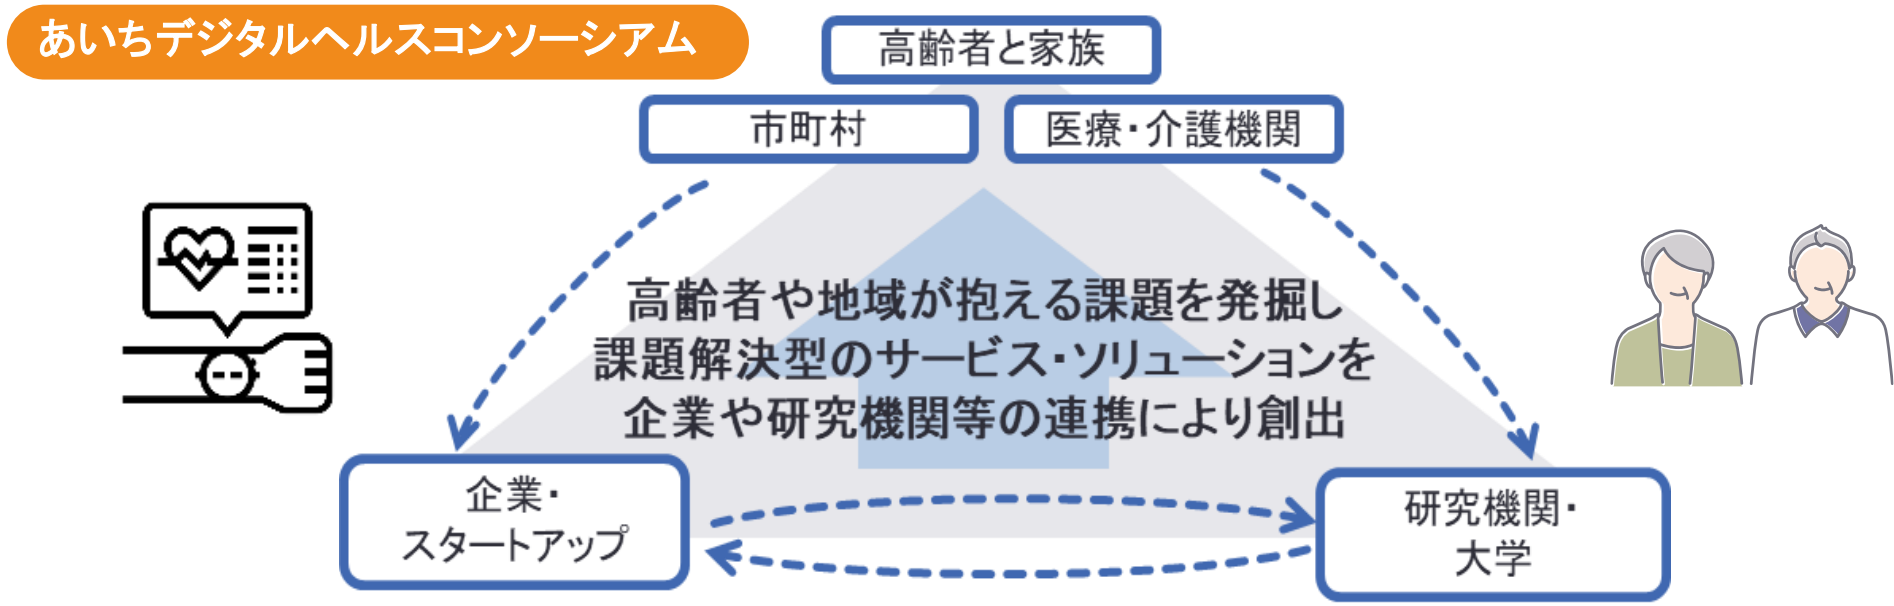 あいちデジタルヘルスコンソーシアム
高齢者と家族
市町村
医療・介護機関
高齢者や地域が抱える課題を発掘し
課題解決型のサービス・ソリューションを
企業や研究機関等の連携により創出
企業・
スタートアップ
研究機関・
大学